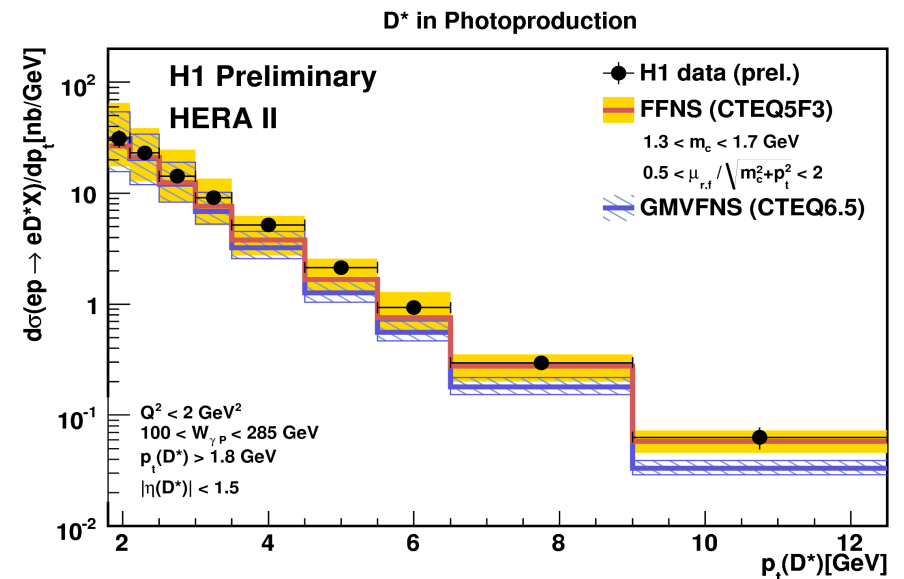 D* in Photoproduction
dσ(ep → eD*X)/dp_t[nb/GeV]
10²
10
1
10⁻¹
10⁻²
H1 Preliminary
HERA II
H1 data (prel.)
FFNS (CTEQ5F3)
1.3 < m_c < 1.7 GeV
0.5 < μ_r,f / √m_c²+p_t² < 2
GMVFNS (CTEQ6.5)
Q² < 2 GeV²
100 < W_γP < 285 GeV
p_t(D*) > 1.8 GeV
|η(D*)| < 1.5
2 4 6 8 10 12
p_t(D*)[GeV]